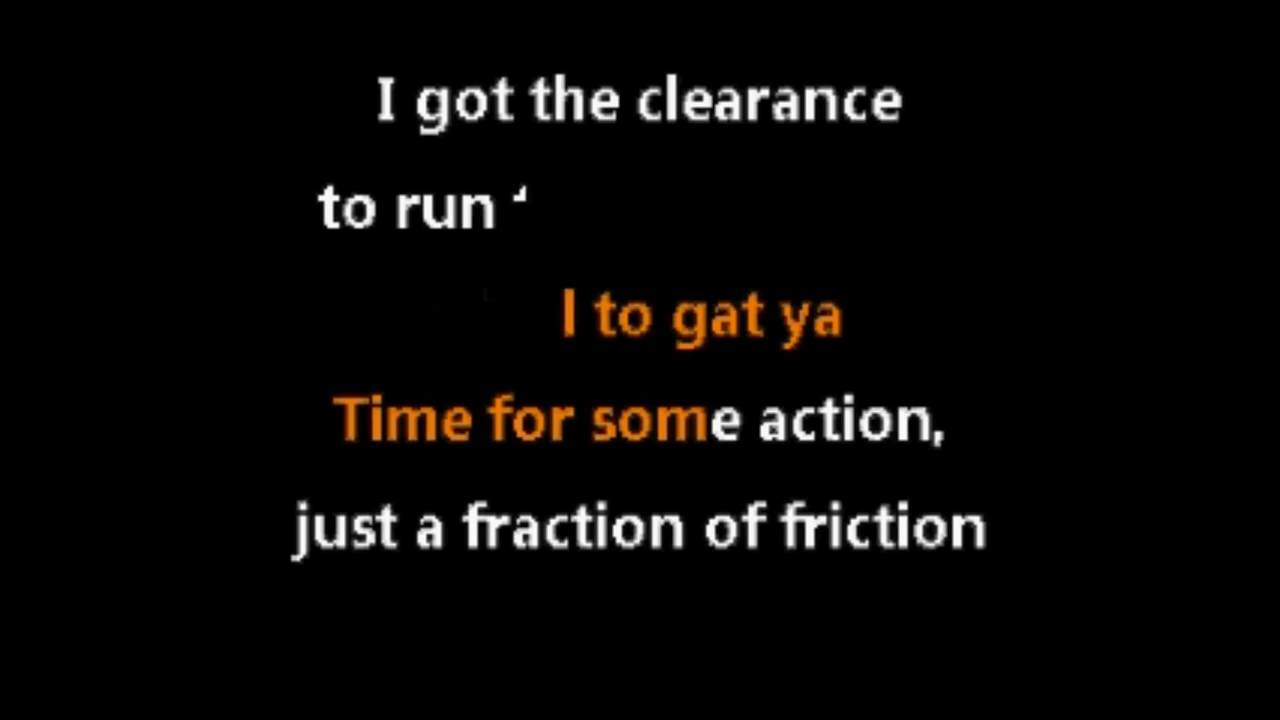 I got the clearance
to run
to gat ya
Time for some action,
just a fraction of friction